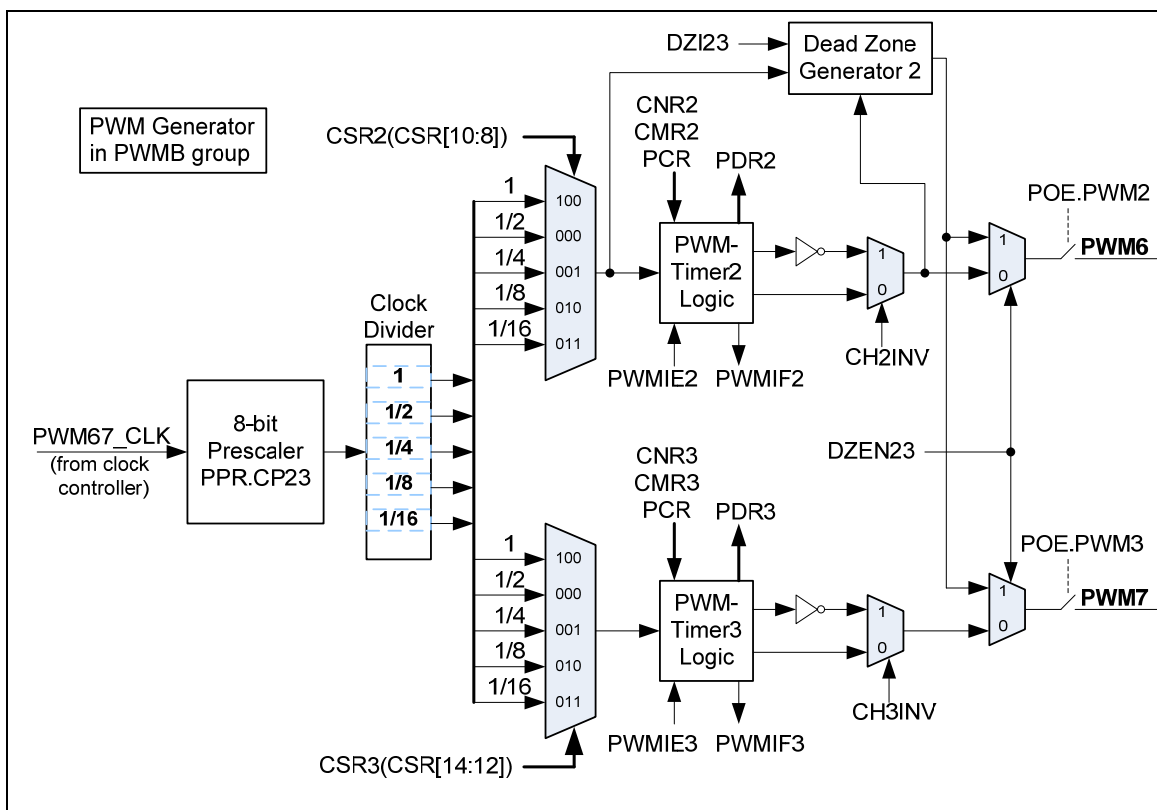 PWM Generator
in PWMB group
DZI23
Dead Zone
Generator 2
CSR2(CSR[10:8])
CNR2
CMR2
PCR
PDR2
1
1/2
1/4
1/8
1/16
100
000
001
010
011
PWM-
Timer2
Logic
1
0
CH2INV
PWMIE2
PWMIF2
POE.PWM2
1
0
PWM6
Clock
Divider
1
1/2
1/4
1/8
1/16
PWM67_CLK
(from clock
controller)
8-bit
Prescaler
PPR.CP23
DZEN23
CNR3
CMR3
PCR
PDR3
1
1/2
1/4
1/8
1/16
100
000
001
010
011
PWM-
Timer3
Logic
1
0
CH3INV
PWMIE3
PWMIF3
POE.PWM3
1
0
PWM7
CSR3(CSR[14:12])